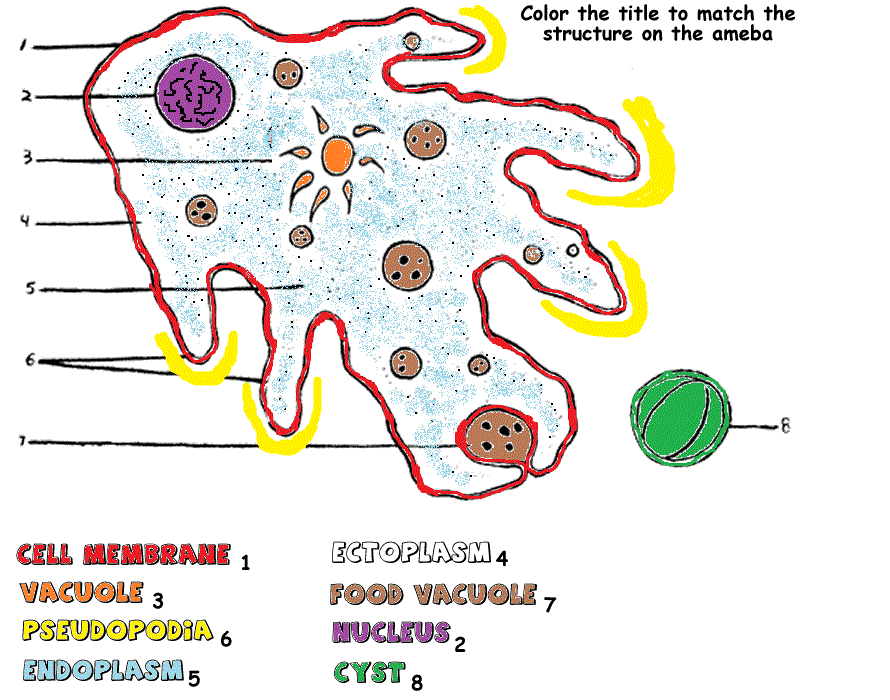 Color the title to match the
structure on the ameba
1
2
3
4
5
6
7
8
CELL MEMBRANE 1
ECTOPLASM 4
VACUOLE 3
FOOD VACUOLE 7
PSEUDOPODiA 6
NUCLEUS 2
ENDOPLASM 5
CYST 8